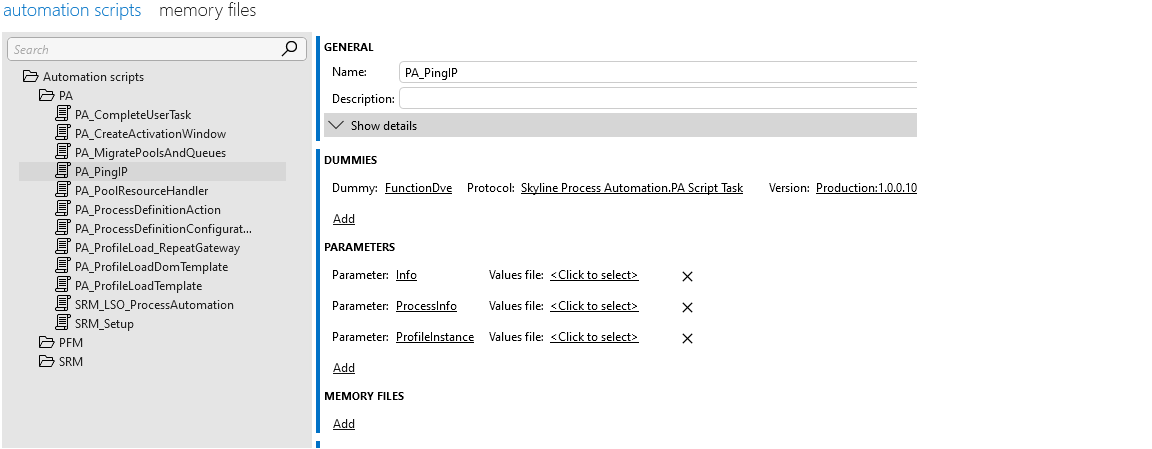 automation scripts memory files
Search
Automation scripts
PA
PA_CompleteUserTask
PA_CreateActivationWindow
PA_MigratePoolsAndQueues
PA_PingIP
PA_PoolResourceHandler
PA_ProcessDefinitionAction
PA_ProcessDefinitionConfigurat...
PA_ProfileLoad_RepeatGateway
PA_ProfileLoadDomTemplate
PA_ProfileLoadTemplate
SRM_LSO_ProcessAutomation
SRM_Setup
PFM
SRM
GENERAL
Name: PA_PingIP
Description:
Show details
DUMMIES
Dummy: FunctionDve Protocol: Skyline Process Automation.PA Script Task Version: Production:1.0.0.10
Add
PARAMETERS
Parameter: Info Values file: <Click to select>
Parameter: ProcessInfo Values file: <Click to select>
Parameter: ProfileInstance Values file: <Click to select>
Add
MEMORY FILES
Add